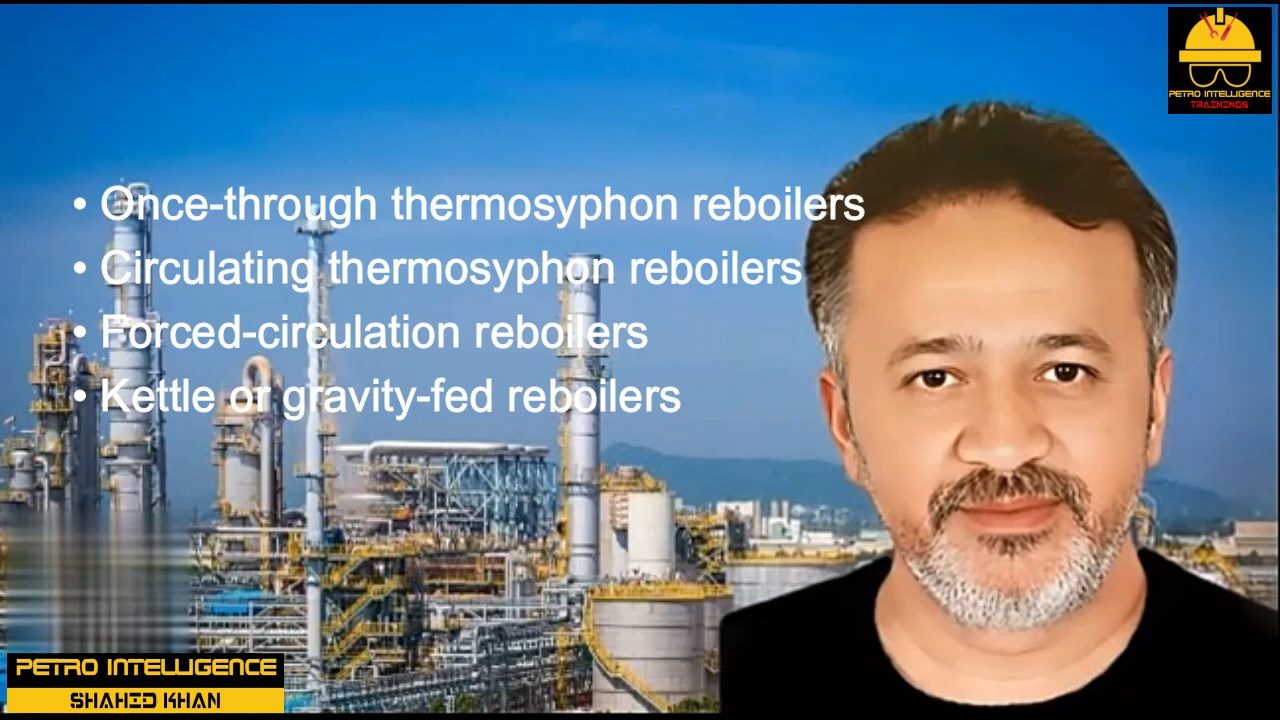 PETRO INTELLIGENCE
TRAININGS
• Once-through thermosyphon reboilers
• Circulating thermosyphon reboilers
• Forced-circulation reboilers
• Kettle or gravity-fed reboilers
PETRO INTELLIGENCE
SHAHID KHAN